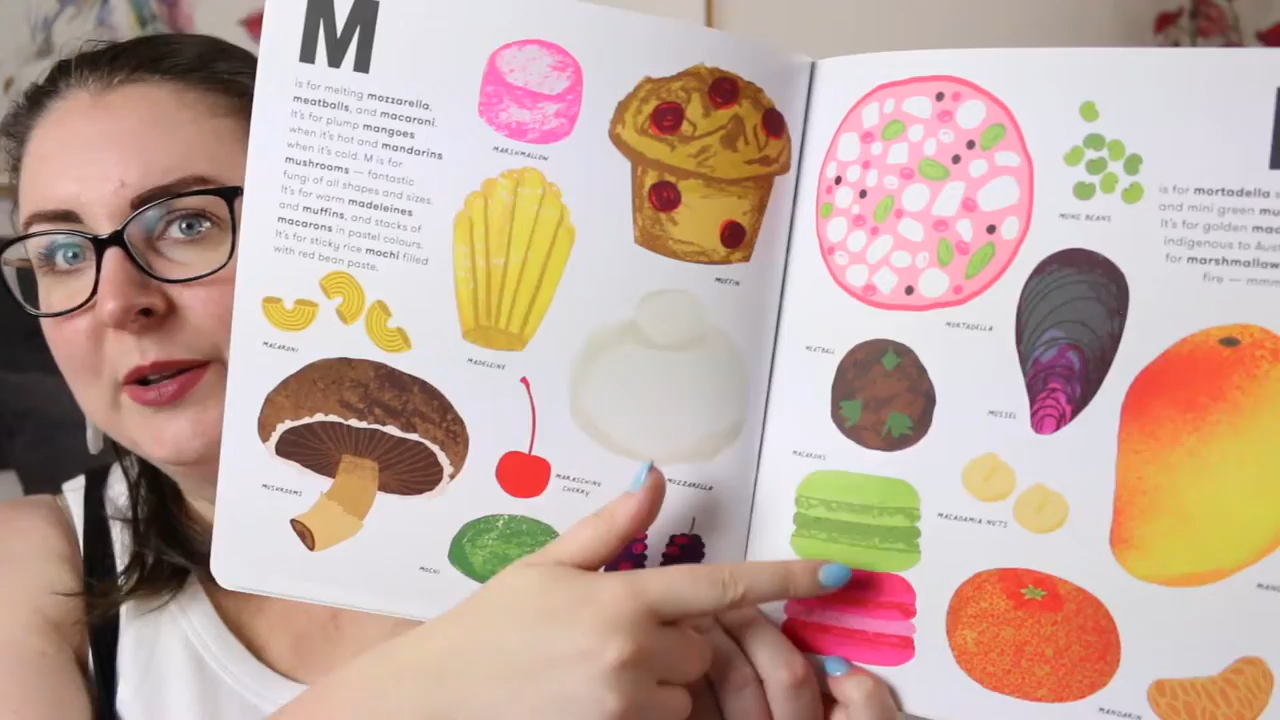 M
is for melting mozzarella,
meatballs, and macaroni.
It's for plump mangoes
when it's hot and mandarins
when it's cold. M is for
mushrooms — fantastic
fungi of all shapes and sizes.
It's for warm madeleines
and muffins, and stacks of
macarons in pastel colours.
It's for sticky rice mochi filled
with red bean paste.
MARSHMALLOW
MUFFIN
MACARONI
MADELEINE
MUSHROOMS
MARASCHINO
CHERRY
MOZZARELLA
MOCHI
MORTADELLA
MUNG BEANS
is for mortadella
and mini green
It's for golden
indigenous to
for marshmallow
fire —
MEATBALL
MUSSEL
MACARONS
MACADAMIA NUTS
MANDARIN